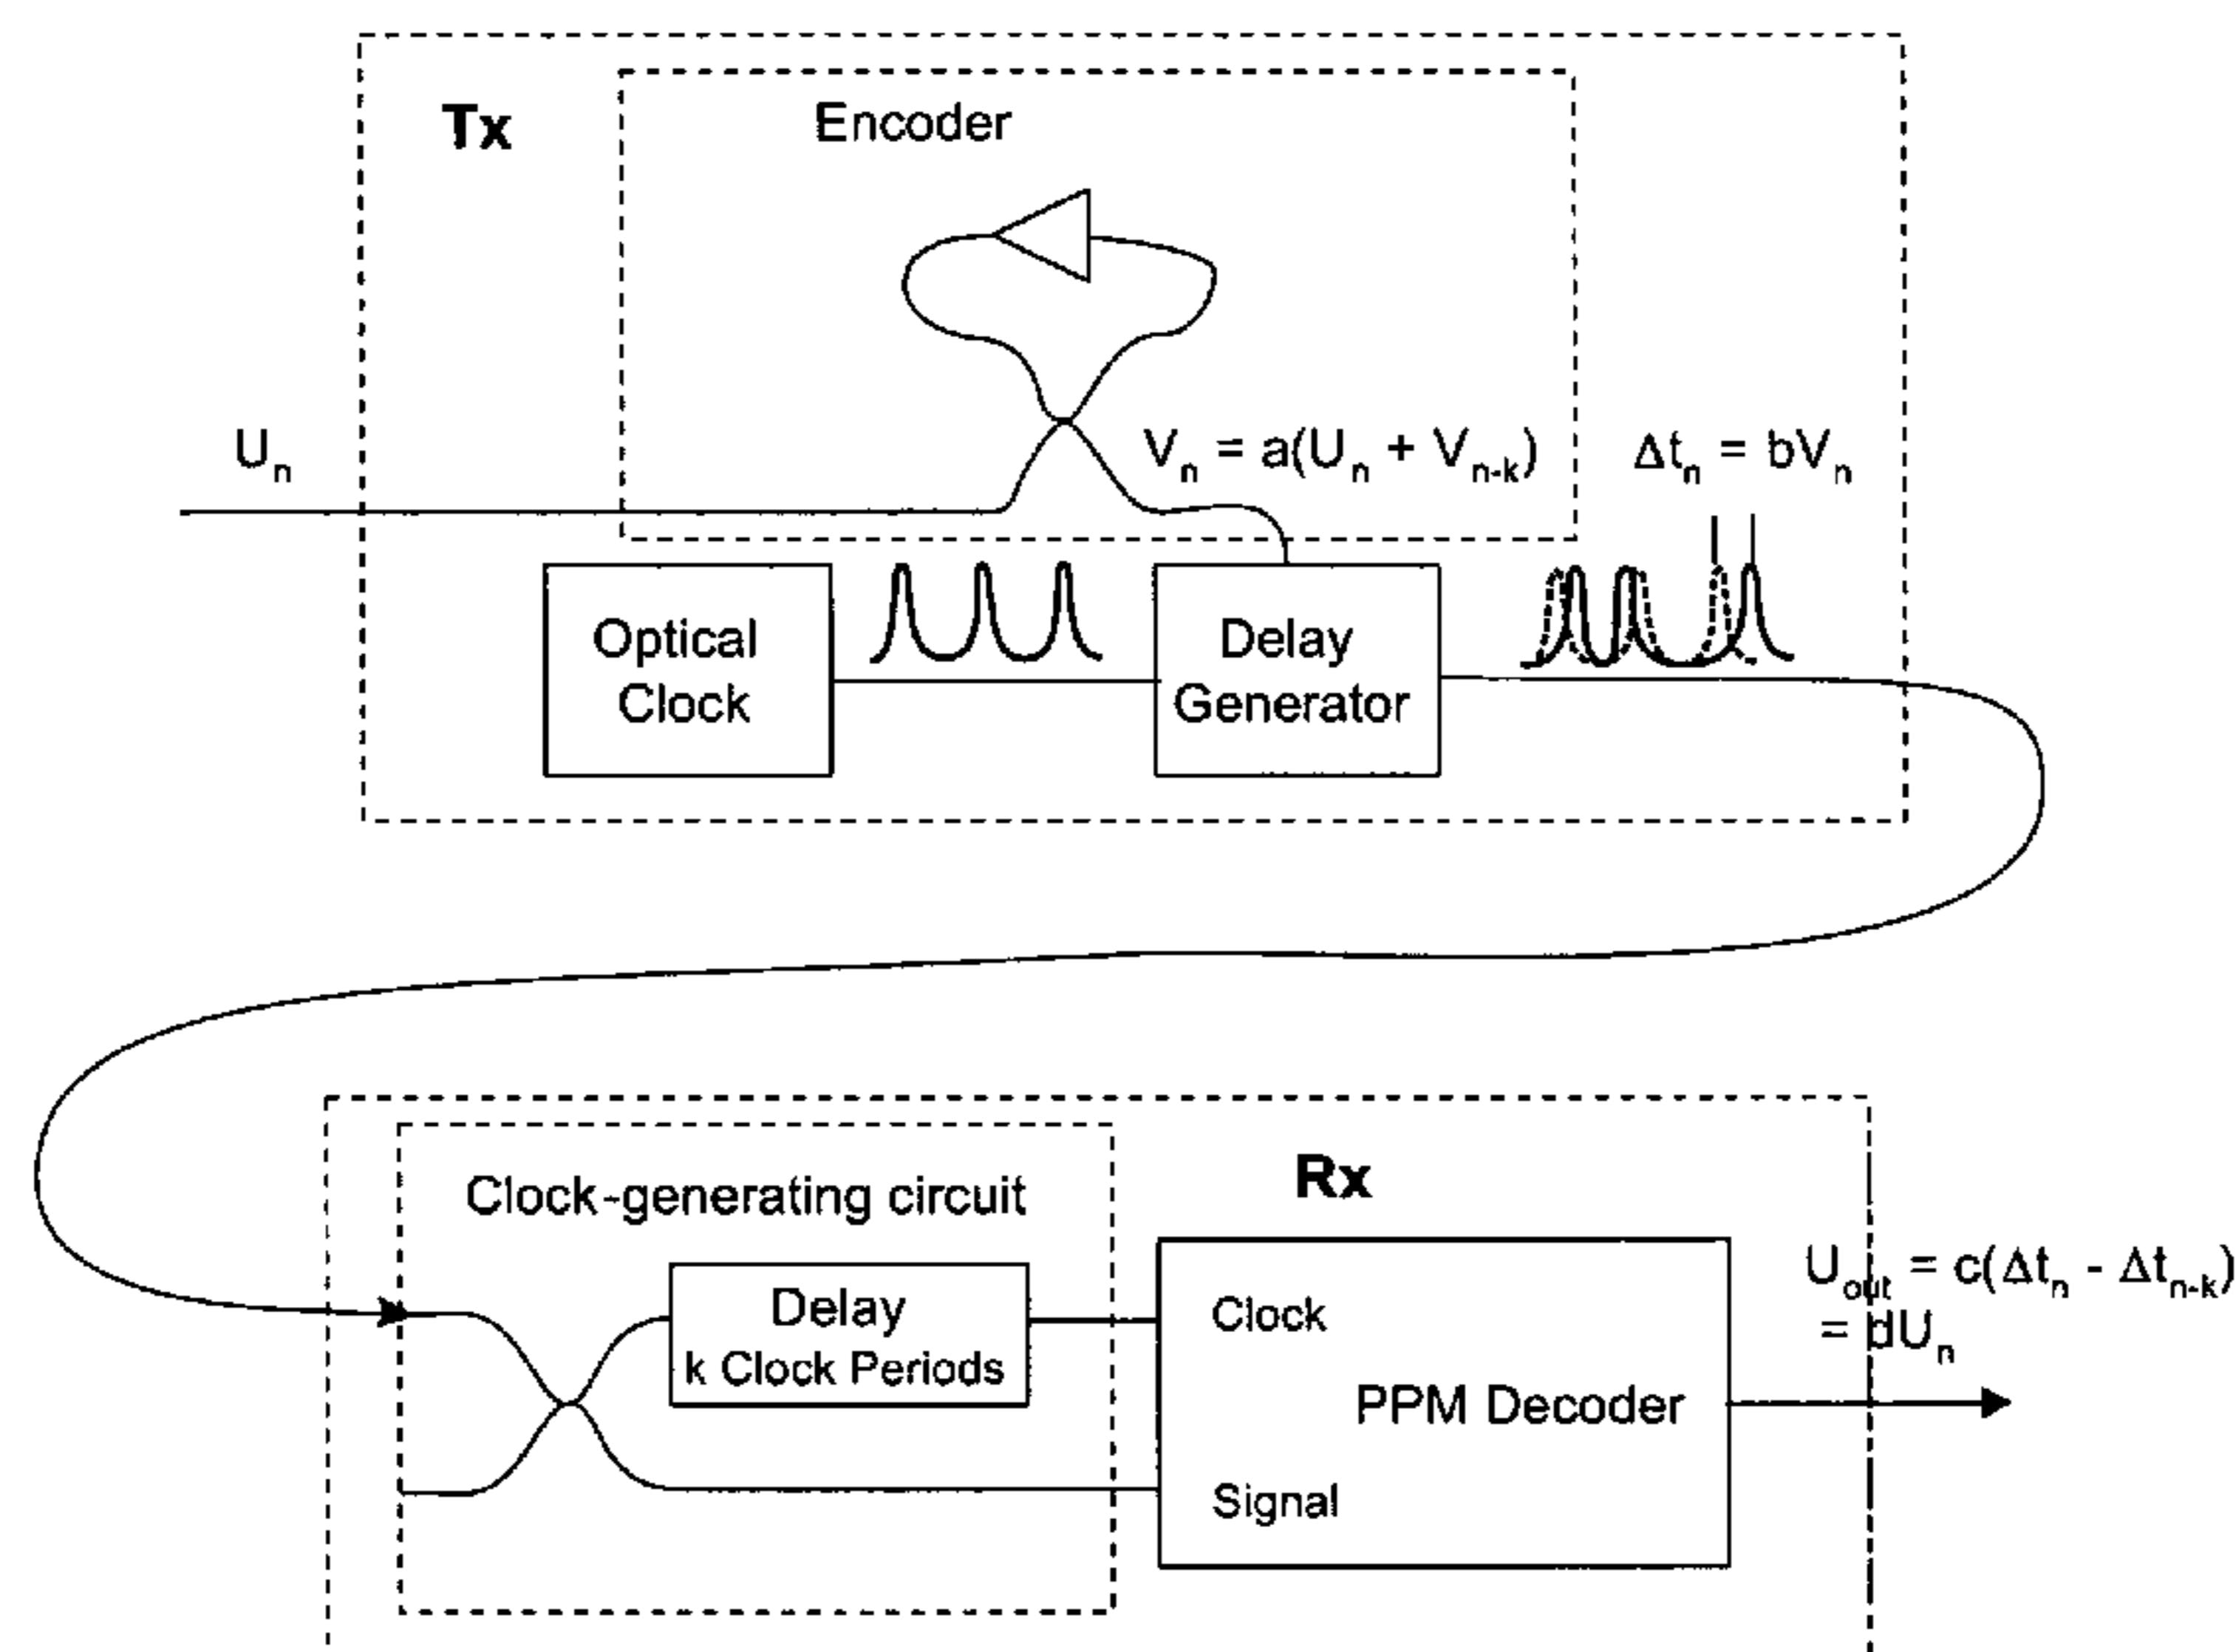 Tx
Encoder
Uₙ
Vₙ = a(Uₙ + Vₙ₋ₖ)
Δtₙ = bVₙ
Optical
Clock
Delay
Generator
Rx
Clock-generating circuit
Delay
k Clock Periods
Clock
PPM Decoder
Signal
Uₒᵤₜ = c(Δtₙ - Δtₙ₋ₖ)
= dUₙ